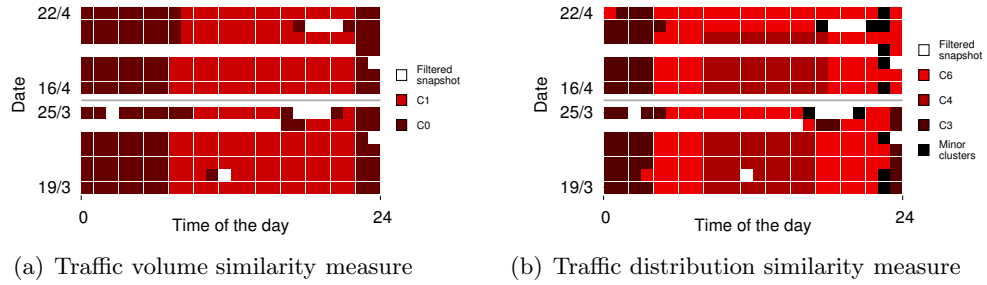 22/4
16/4
25/3
19/3
Date
0
24
Time of the day
Filtered
snapshot
C1
C0
(a) Traffic volume similarity measure
22/4
16/4
25/3
19/3
Date
0
24
Time of the day
Filtered
snapshot
C6
C4
C3
Minor
clusters
(b) Traffic distribution similarity measure